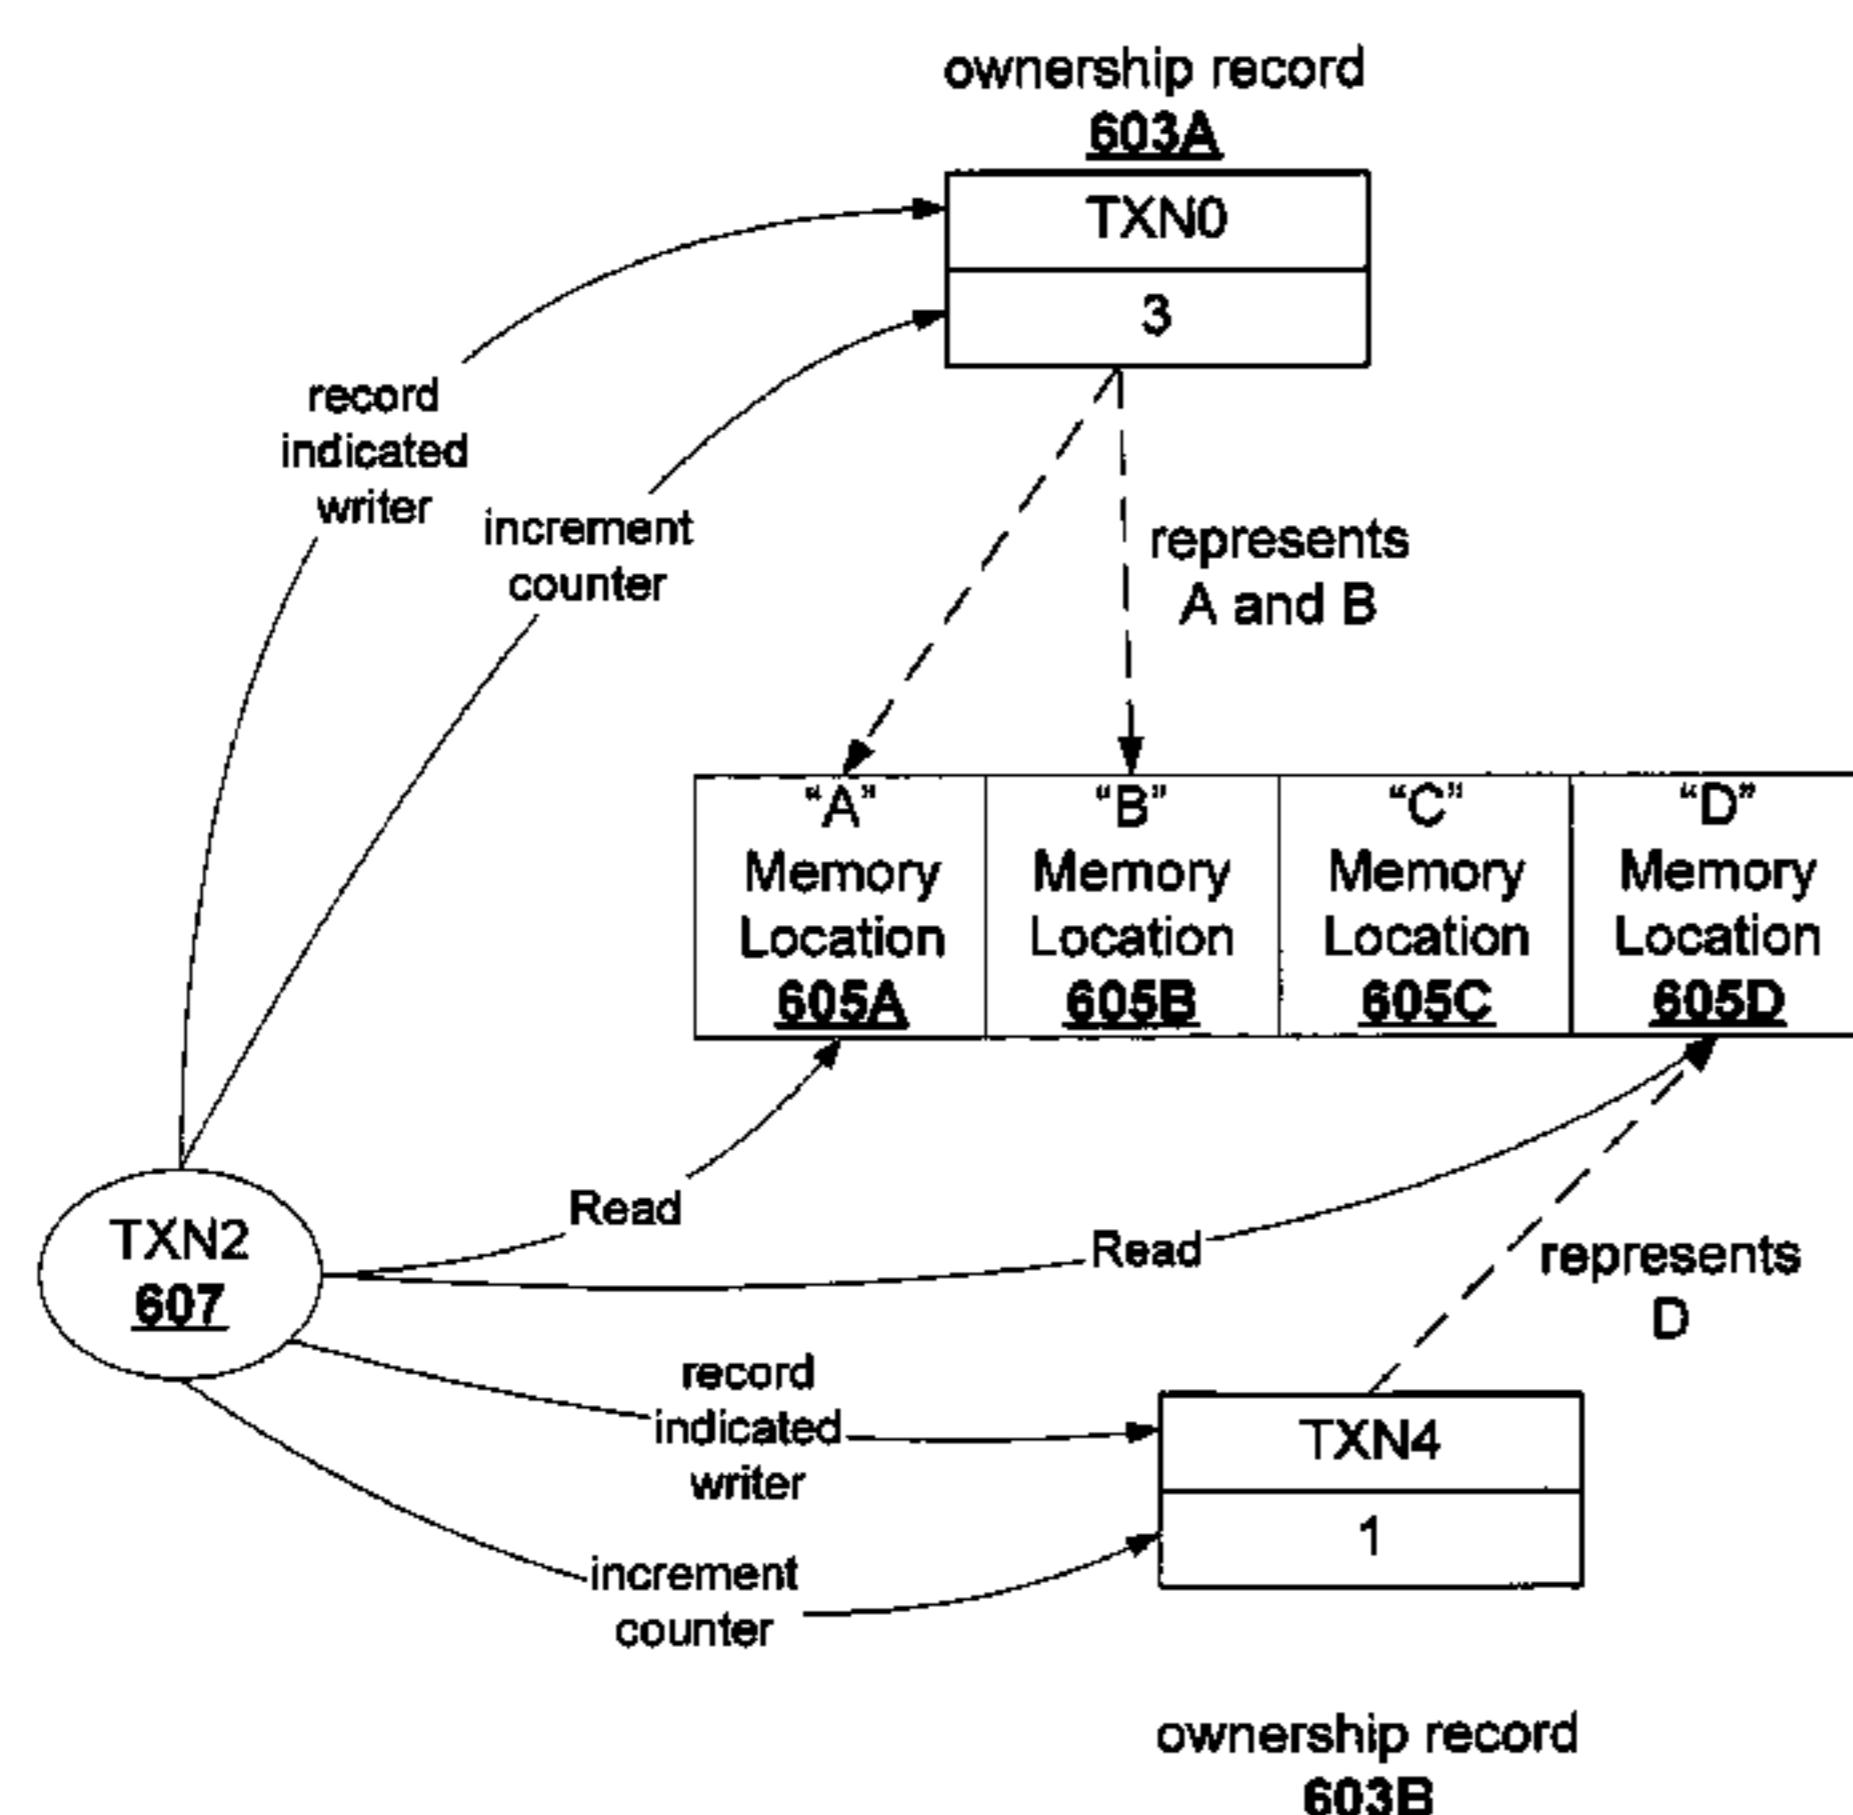 ownership record
603A
TXN0
3
record
indicated
writer
increment
counter
represents
A and B
“A”
Memory
Location
605A
“B”
Memory
Location
605B
“C”
Memory
Location
605C
“D”
Memory
Location
605D
Read
Read
TXN2
607
represents
D
record
indicated
writer
TXN4
1
increment
counter
ownership record
603B